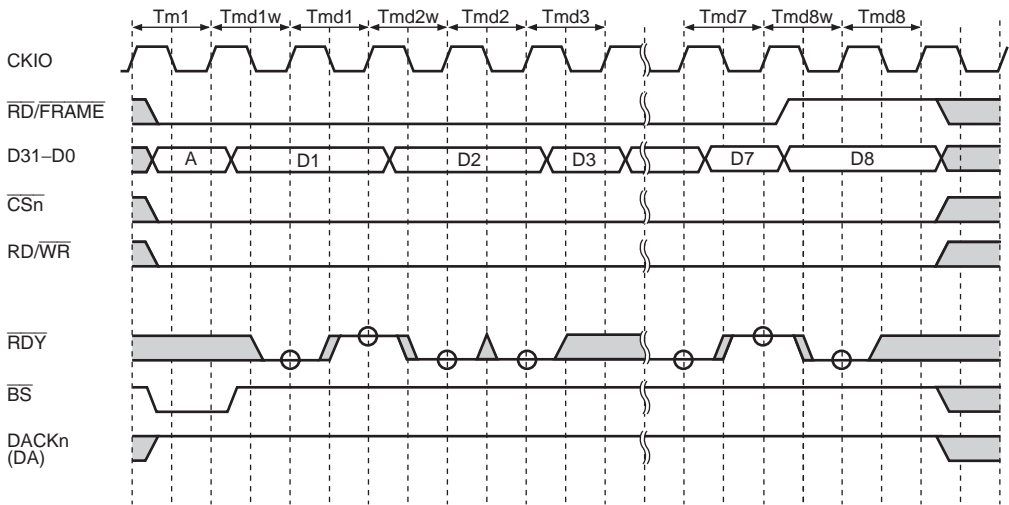 Tm1 Tmd1w Tmd1 Tmd2w Tmd2 Tmd3 Tmd7 Tmd8w Tmd8
CKIO
RD/FRAME
D31–D0 A D1 D2 D3 D7 D8
CSn
RD/WR
RDY
BS
DACKn
(DA)